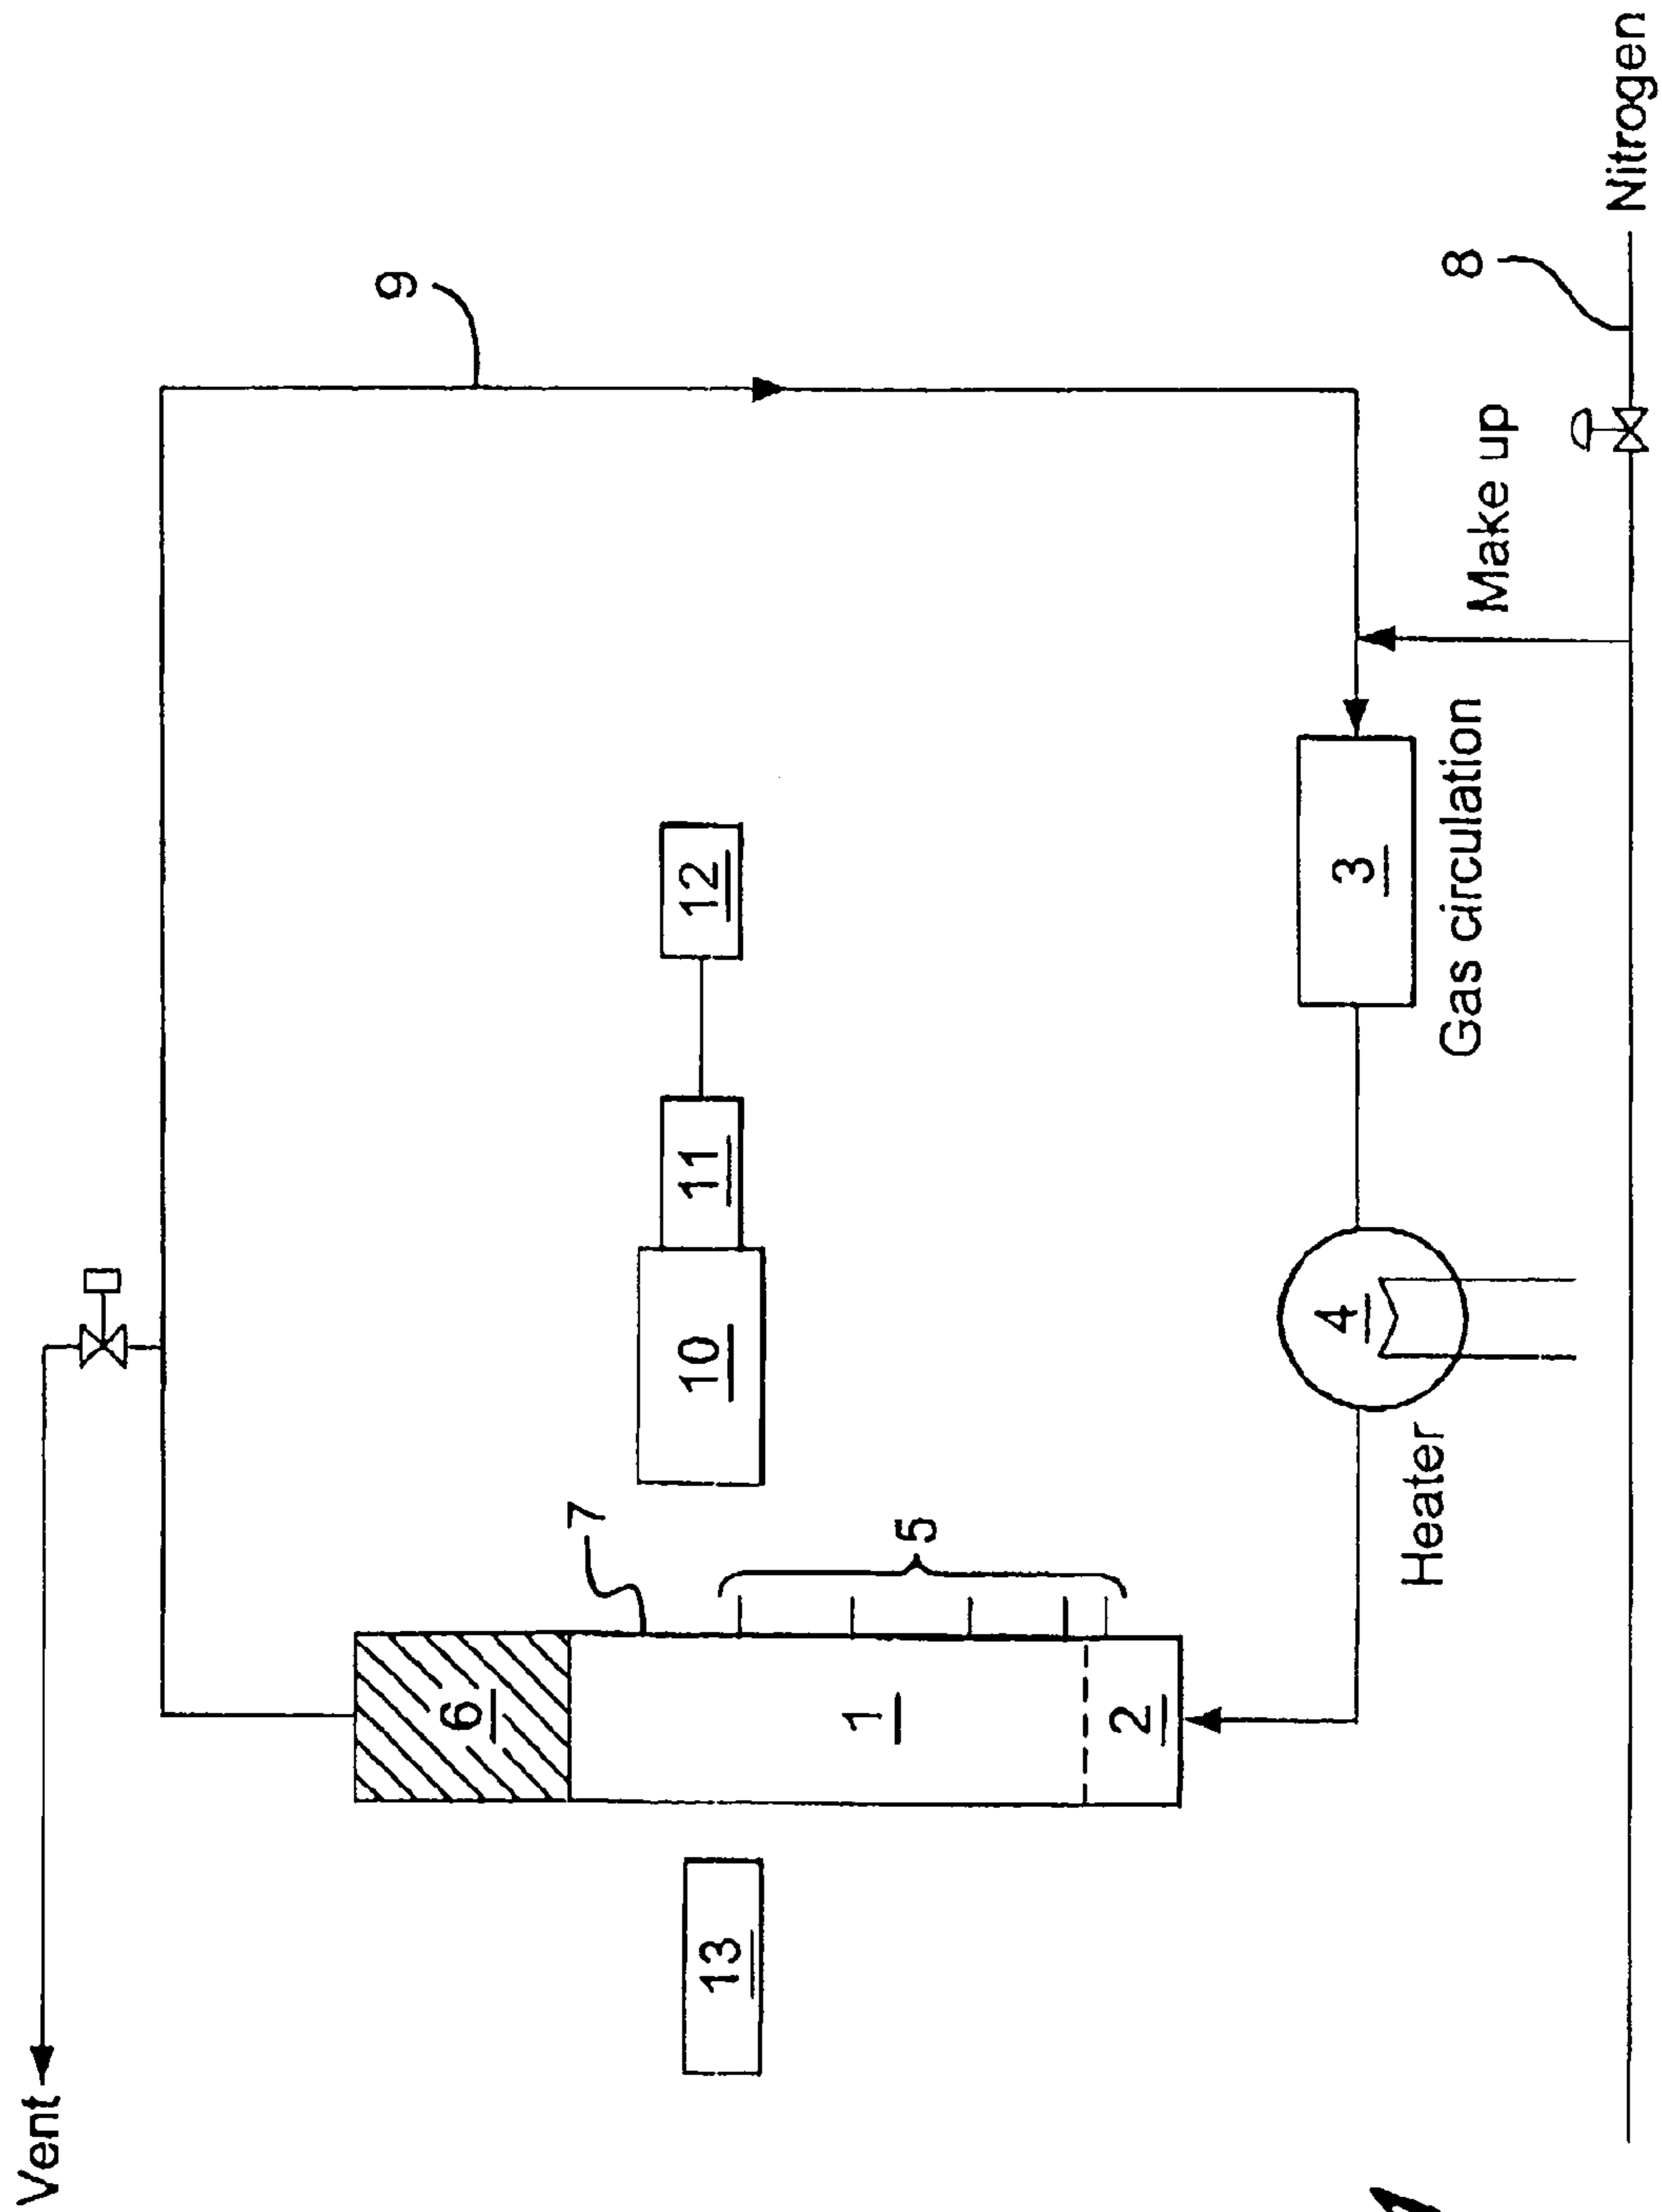 Vent
9
6
7
13
1
5
2
10
11
12
Heater
4
3
Gas circulation
Make up
8
Nitrogen